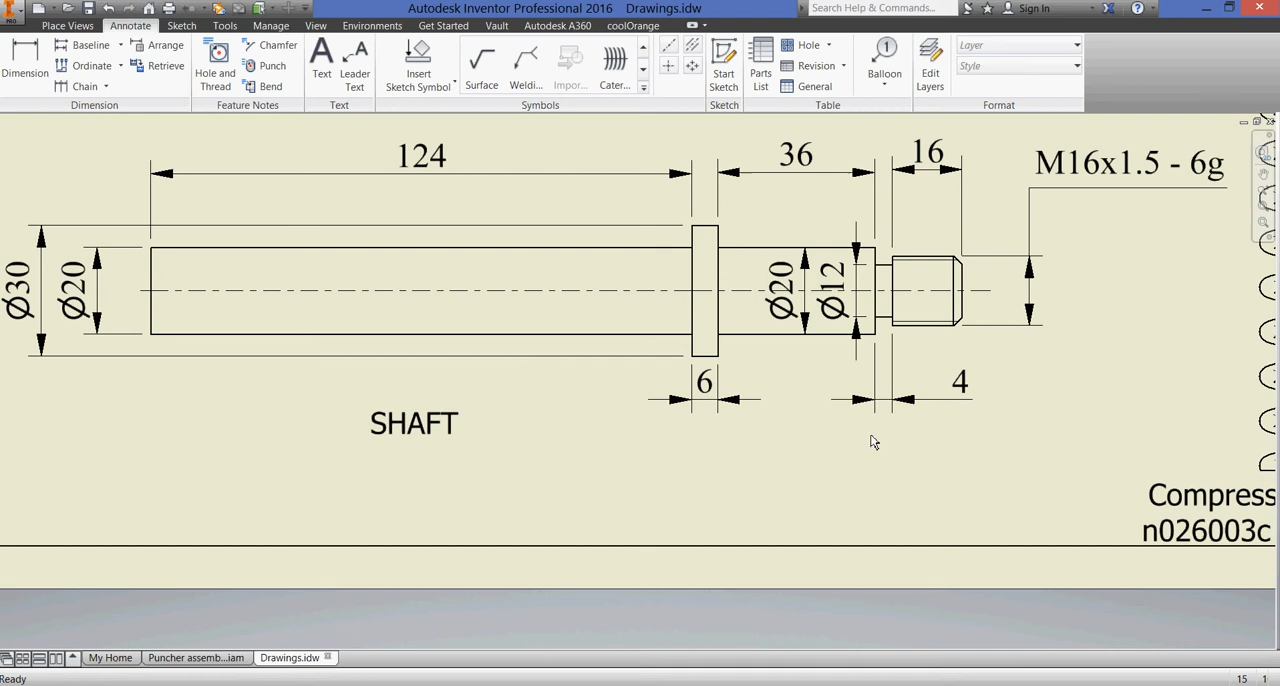 Autodesk Inventor Professional 2016 Drawings.idw
Search Help & Commands...
Sign In
PRO
Place Views Annotate Sketch Tools Manage View Environments Get Started Vault Autodesk A360 coolOrange
Dimension
Baseline
Ordinate
Chain
Arrange
Retrieve
Hole and Thread
Chamfer
Punch
Bend
Text
Leader Text
Insert Sketch Symbol
Surface
Weldi...
Impor...
Cater...
Start Sketch
Parts List
Hole
Revision
General
1
Balloon
Edit Layers
Layer
Style
Dimension Feature Notes Text Symbols Sketch Table Format
124
36
16
M16x1.5 - 6g
Ø30
Ø20
Ø20
Ø12
6
4
SHAFT
Compress
n026003c
My Home Puncher assemb...iam Drawings.idw
Ready
15 1